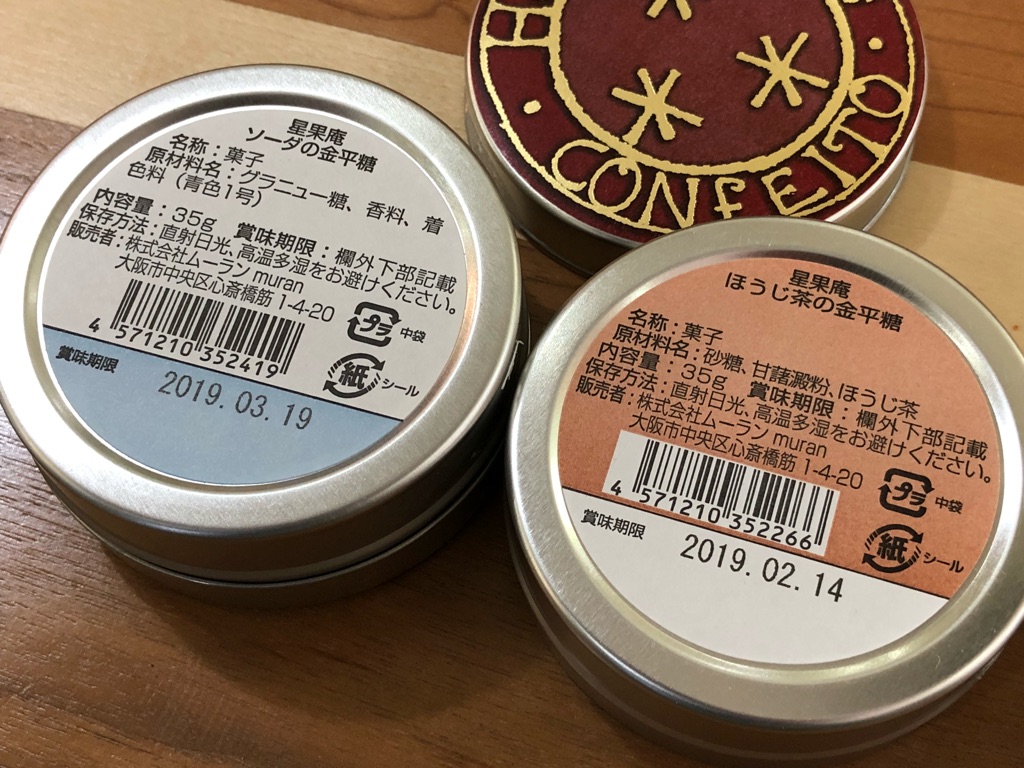 星果庵
ソーダの金平糖
名称：菓子
原材料名：グラニュー糖、香料、着
色料（青色1号）
内容量：35g 賞味期限：欄外下部記載
保存方法：直射日光、高温多湿をお避けください。
販売者：株式会社ムーラン muran
大阪市中央区心斎橋筋 1-4-20
4 571210 352419
プラ 中袋
紙 シール
賞味期限
2019.03.19
CONFEITO
星果庵
ほうじ茶の金平糖
名称：菓子
原材料名：砂糖、甘藷澱粉、ほうじ茶
内容量：35g 賞味期限：欄外下部記載
保存方法：直射日光、高温多湿をお避けください。
販売者：株式会社ムーラン muran
大阪市中央区心斎橋筋 1-4-20
4 571210 352266
プラ 中袋
紙 シール
賞味期限
2019.02.14